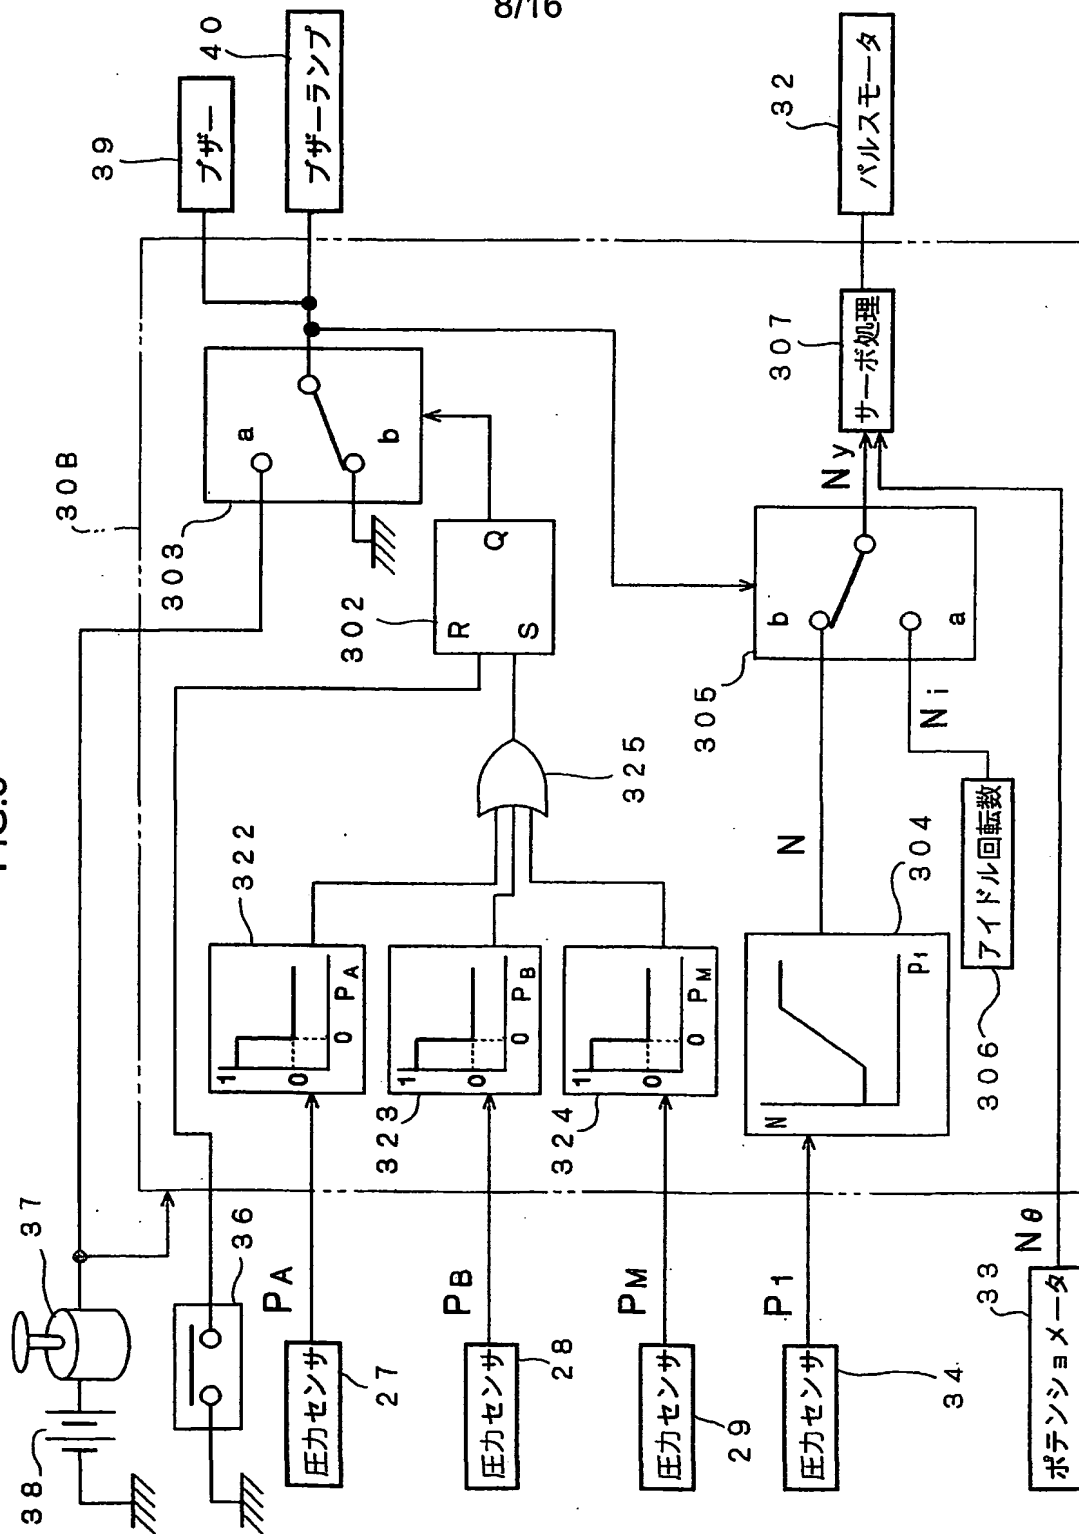 8/16
38
37
36
圧力センサ
27
PA
圧力センサ
28
PB
圧力センサ
29
PM
圧力センサ
34
P1
ポテンショメータ
33
Nθ
30B
322
1
0
0
PA
323
1
0
0
PB
324
1
0
0
PM
304
N
P1
N
306
アイドル回転数
Ni
325
302
R
S
Q
303
a
b
305
b
a
Ny
307
サーボ処理
39
ブザー
40
ブザーランプ
32
パルスモータ